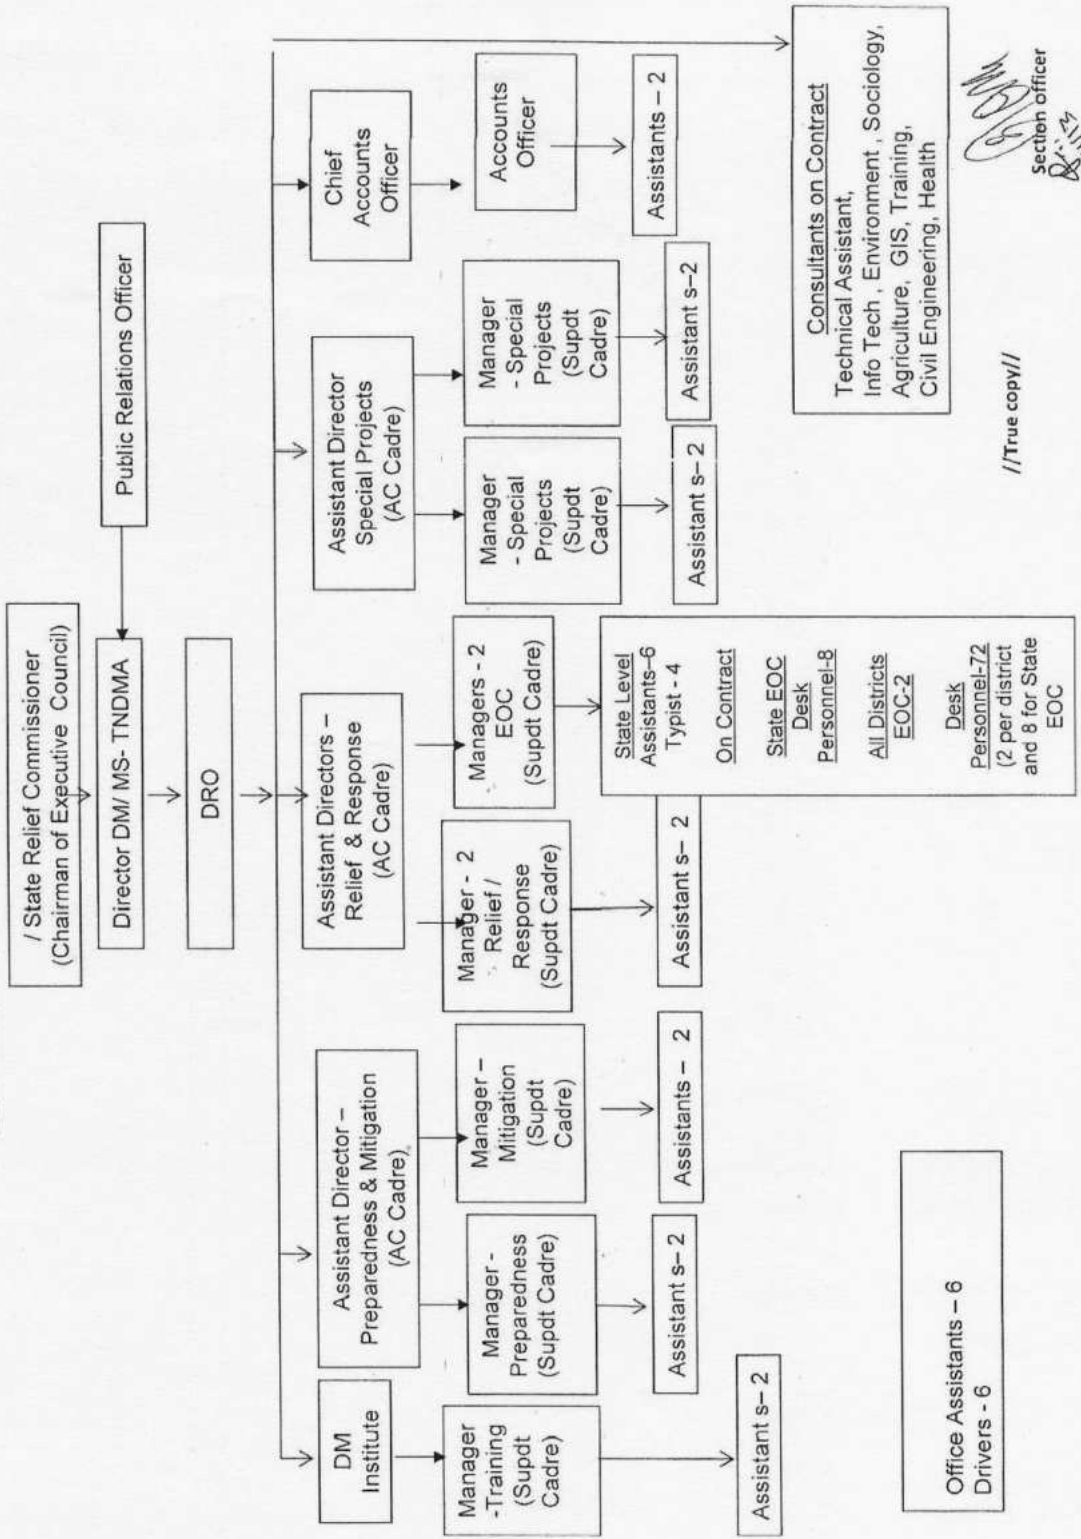 / State Relief Commissioner
(Chairman of Executive Council)
Public Relations Officer
Director DM/ MS- TNDMA
DRO
DM
Institute
Assistant Director –
Preparedness & Mitigation
(AC Cadre)
Assistant Directors –
Relief & Response
(AC Cadre)
Assistant Director
Special Projects
(AC Cadre)
Chief
Accounts
Officer
Manager
-Training
(Supdt
Cadre)
Manager -
Preparedness
(Supdt Cadre)
Manager –
Mitigation
(Supdt
Cadre)
Manager - 2
Relief /
Response
(Supdt Cadre)
Managers - 2
EOC
(Supdt Cadre)
Manager
- Special
Projects
(Supdt
Cadre)
Manager
- Special
Projects
(Supdt
Cadre)
Accounts
Officer
Assistant s– 2
Assistant s– 2
Assistants – 2
Assistant s– 2
State Level
Assistants–6
Typist - 4
On Contract
State EOC
Desk
Personnel-8
All Districts
EOC-2
Desk
Personnel-72
(2 per district
and 8 for State
EOC
Assistant s– 2
Assistant s–2
Assistants – 2
Consultants on Contract
Technical Assistant,
Info Tech , Environment , Sociology,
Agriculture, GIS, Training,
Civil Engineering, Health
Office Assistants – 6
Drivers - 6
//True copy//
Section officer